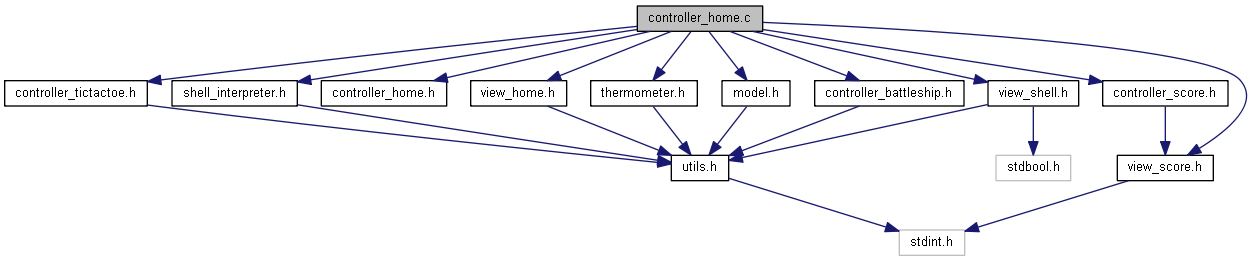 controller_home.c
controller_tictactoe.h
shell_interpreter.h
controller_home.h
view_home.h
thermometer.h
model.h
controller_battleship.h
view_shell.h
controller_score.h
utils.h
stdbool.h
view_score.h
stdint.h